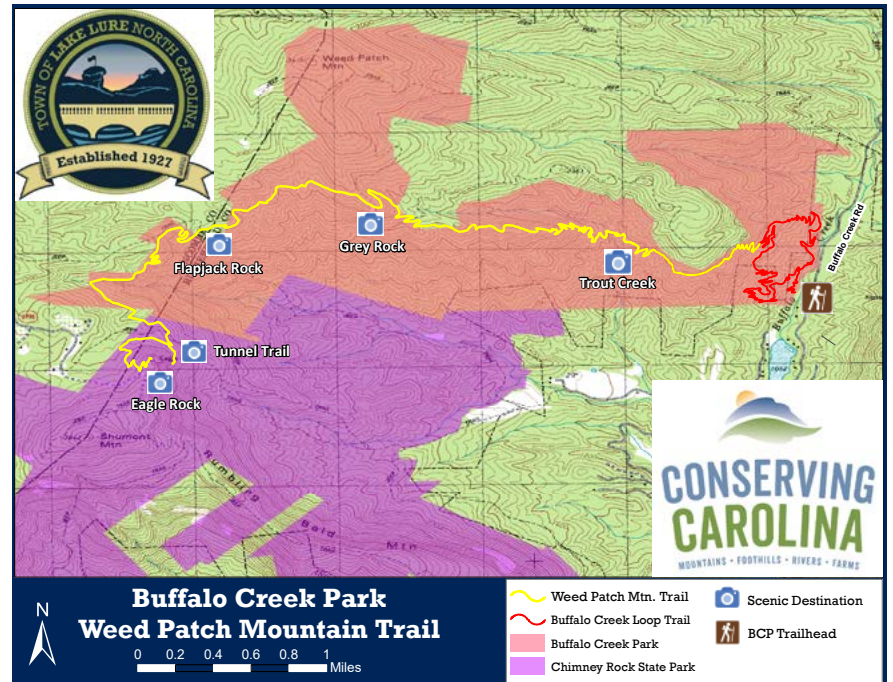 TOWN OF LAKE LURE NORTH CAROLINA
Established 1927
Weed Patch
Mtn
Grey Rock
Flapjack Rock
Trout Creek
Buffalo Creek Rd
Tunnel Trail
Eagle Rock
Shumont
Mtn
Rumburg
Bald
Mtn
Buffalo
CONSERVING
CAROLINA
MOUNTAINS • FOOTHILLS • RIVERS • FARMS
N
Buffalo Creek Park
Weed Patch Mountain Trail
0 0.2 0.4 0.6 0.8 1
Miles
Weed Patch Mtn. Trail
Buffalo Creek Loop Trail
Buffalo Creek Park
Chimney Rock State Park
Scenic Destination
BCP Trailhead